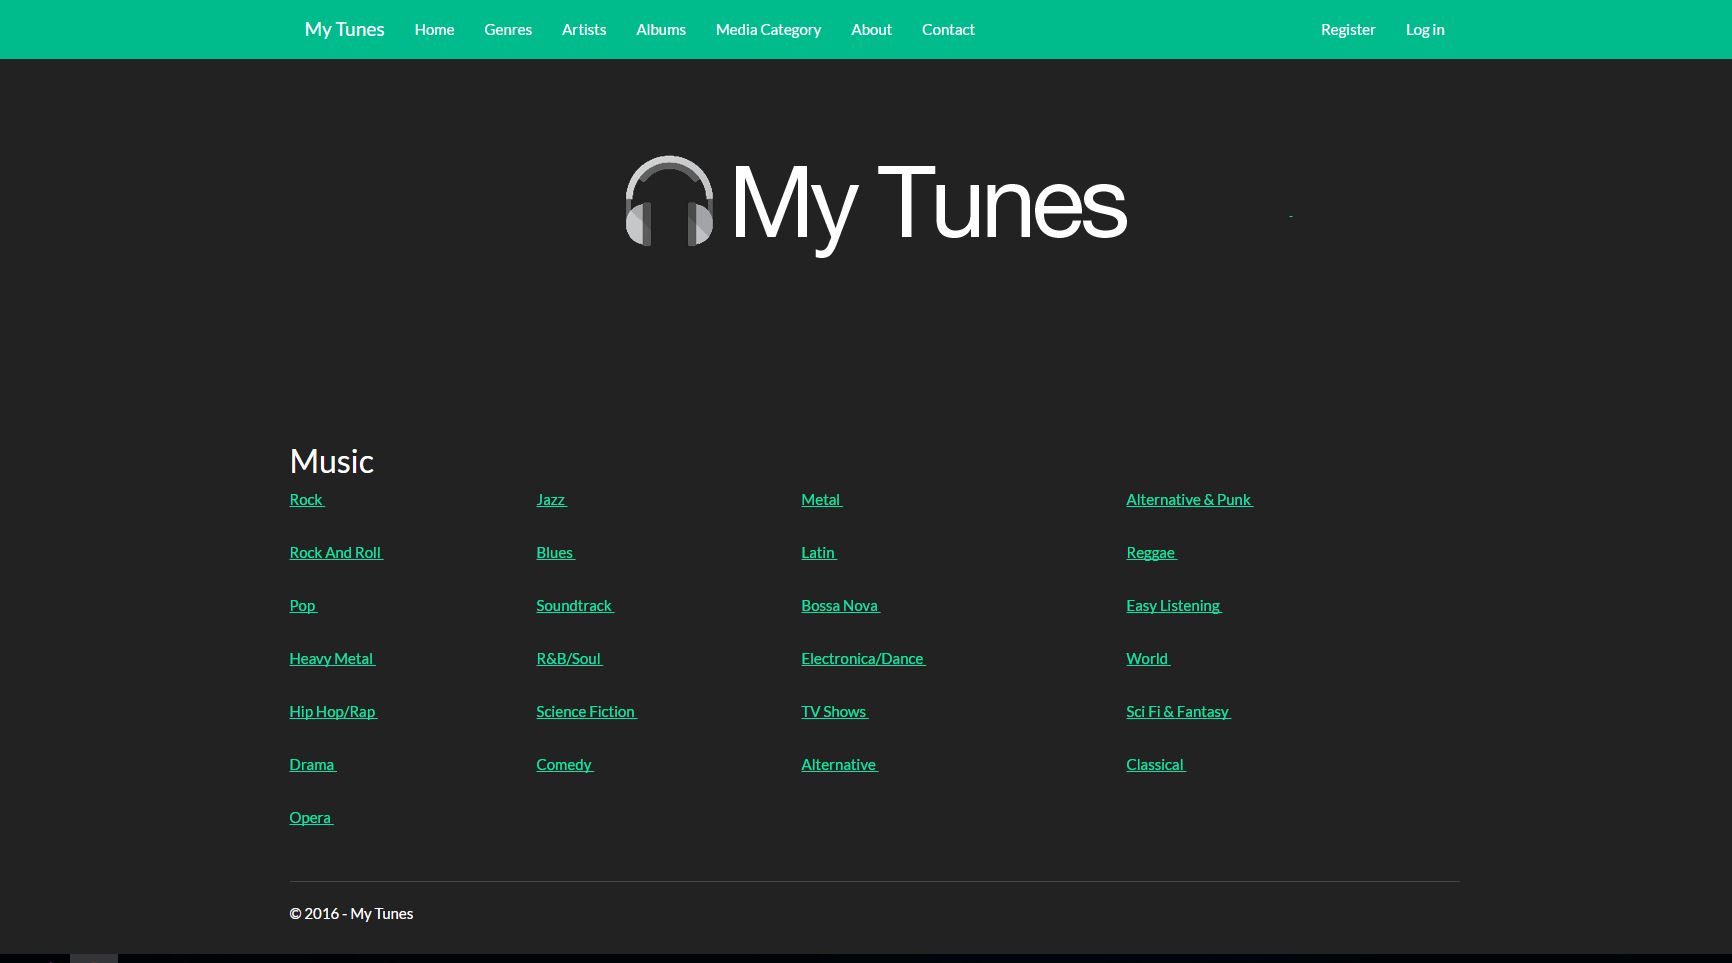 My Tunes Home Genres Artists Albums Media Category About Contact Register Log in
My Tunes
Music
Rock Jazz Metal Alternative & Punk
Rock And Roll Blues Latin Reggae
Pop Soundtrack Bossa Nova Easy Listening
Heavy Metal R&B/Soul Electronica/Dance World
Hip Hop/Rap Science Fiction TV Shows Sci Fi & Fantasy
Drama Comedy Alternative Classical
Opera
© 2016 - My Tunes